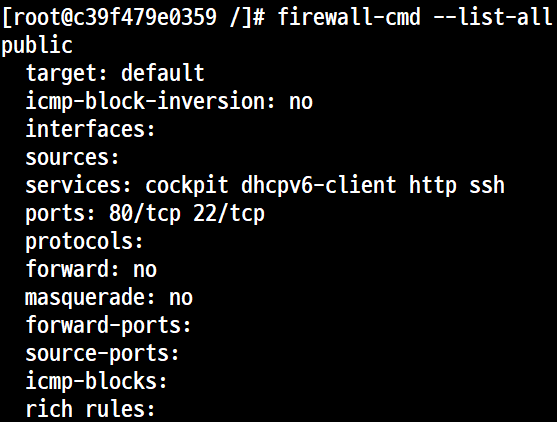 [root@c39f479e0359 /]# firewall-cmd --list-all
public
  target: default
  icmp-block-inversion: no
  interfaces:
  sources:
  services: cockpit dhcpv6-client http ssh
  ports: 80/tcp 22/tcp
  protocols:
  forward: no
  masquerade: no
  forward-ports:
  source-ports:
  icmp-blocks:
  rich rules: